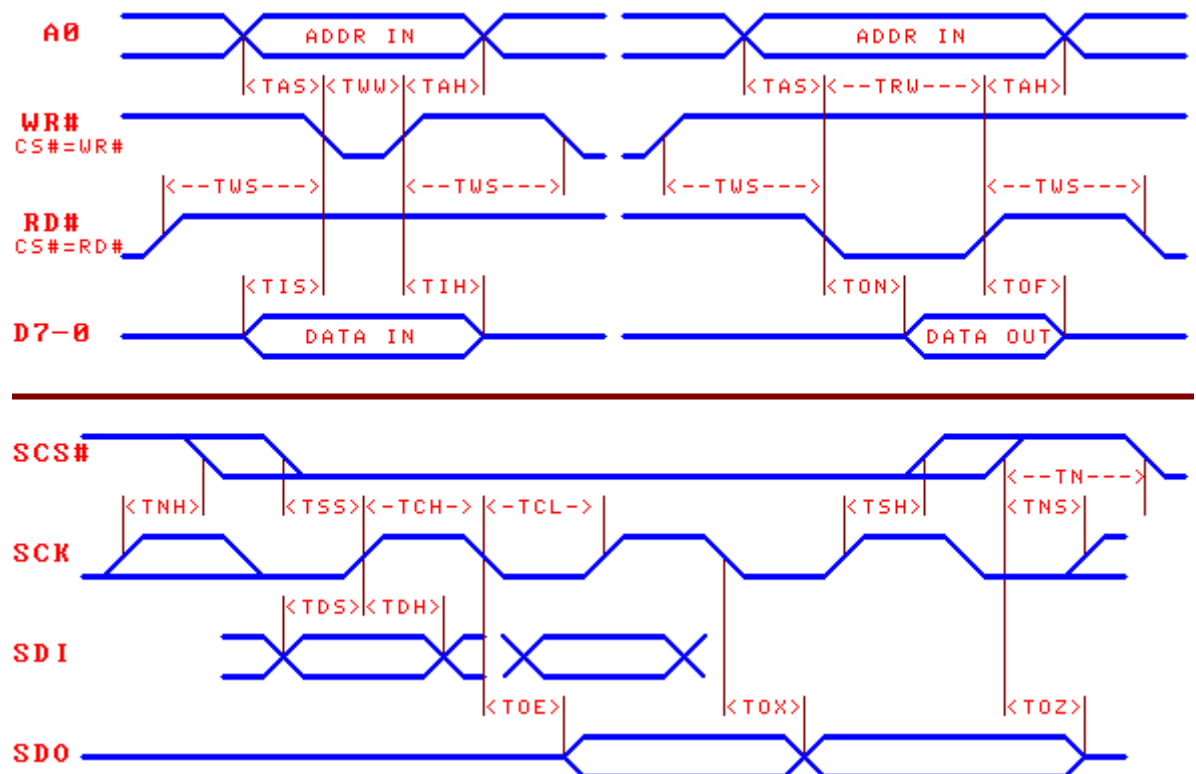 A0 ADDR IN ADDR IN
<TAS> <TWW> <TAH> <TAS> <--TRW---> <TAH>
WR#
CS#=WR#
<--TWS---> <--TWS---> <--TWS---> <--TWS--->
RD#
CS#=RD#
<TIS> <TIH> <TON> <TOF>
D7-0 DATA IN DATA OUT
SCS#
<--TN--->
<TNH> <TSS> <-TCH-> <-TCL-> <TSH> <TNS>
SCK
<TDS> <TDH>
SDI
<TOE> <TOX> <TOZ>
SDO